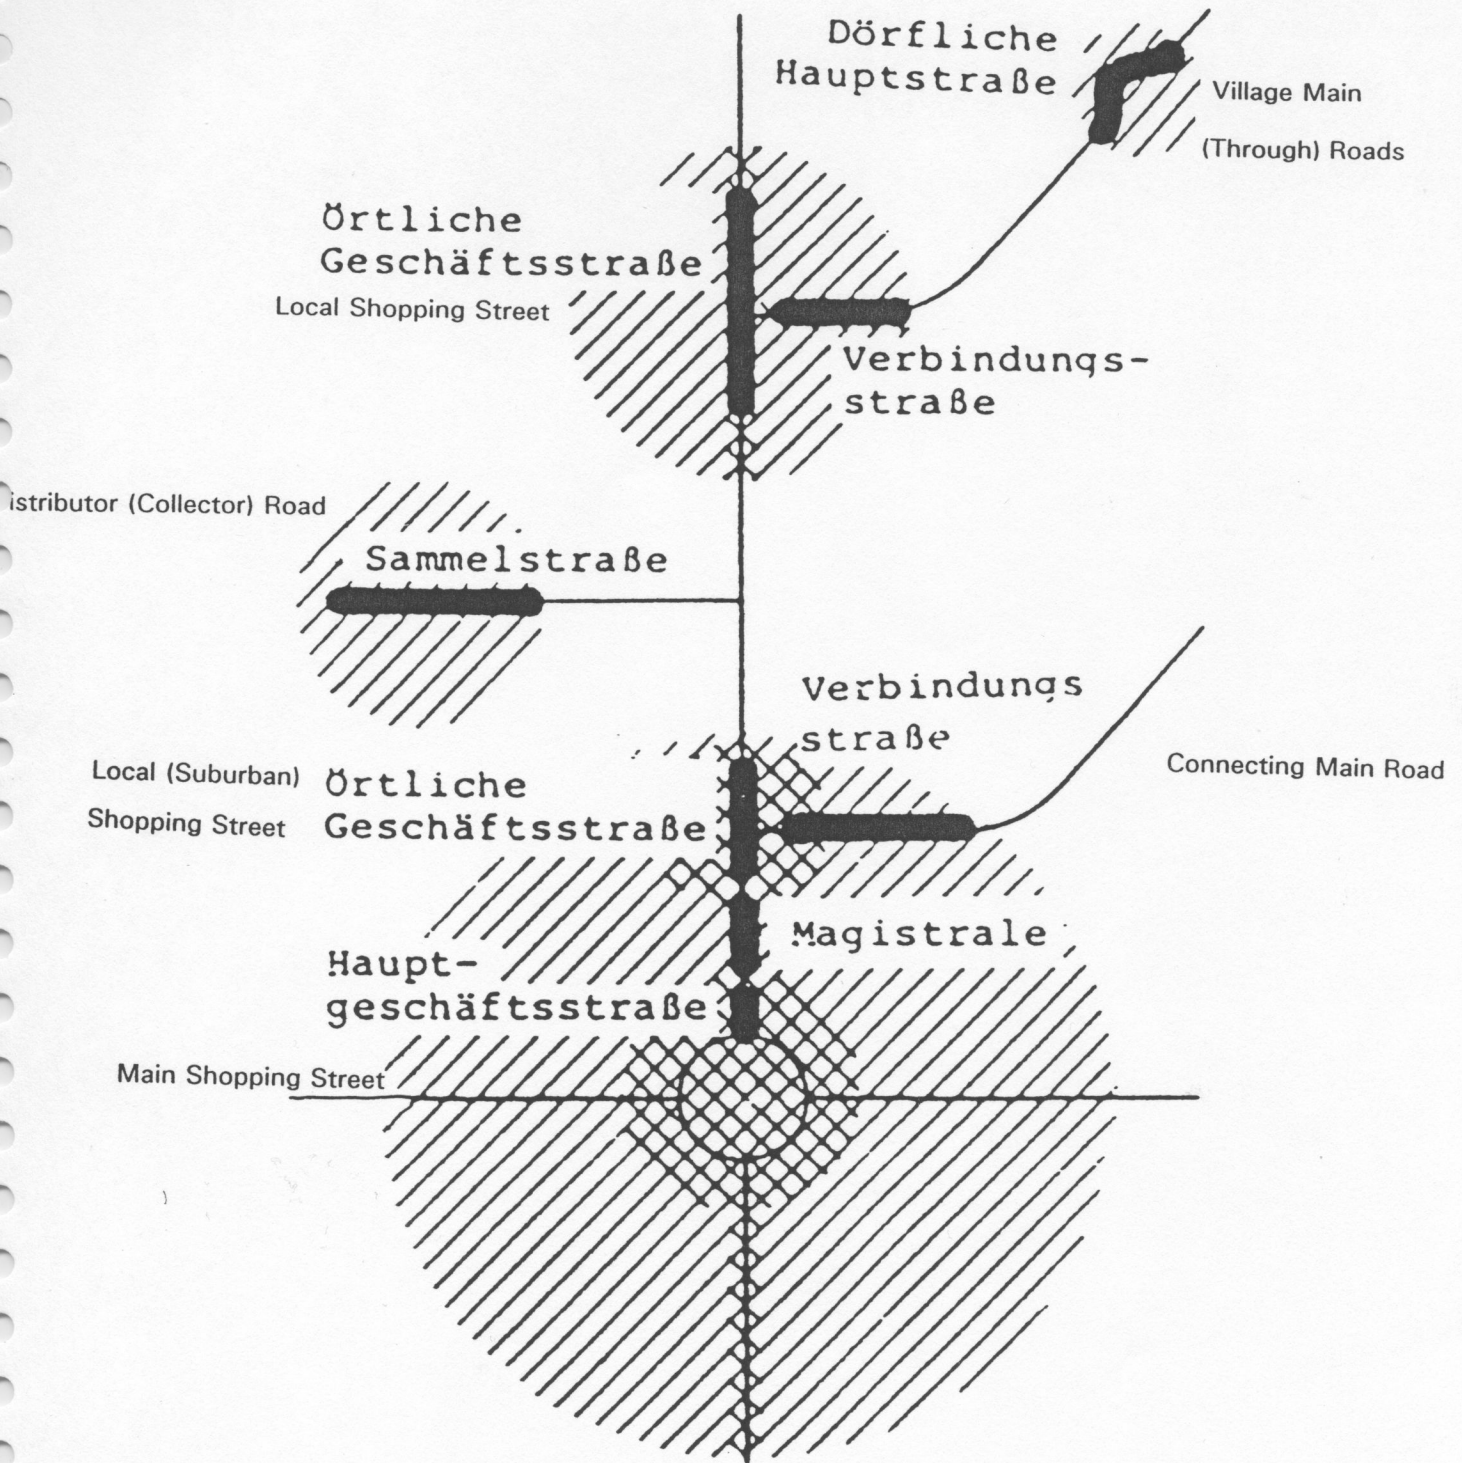 Dörfliche
Hauptstraße
Village Main
(Through) Roads
Örtliche
Geschäftsstraße
Local Shopping Street
Verbindungs-
straße
istributor (Collector) Road
Sammelstraße
Verbindungs
straße
Connecting Main Road
Local (Suburban)
Shopping Street
Örtliche
Geschäftsstraße
Magistrale
Haupt-
geschäftsstraße
Main Shopping Street